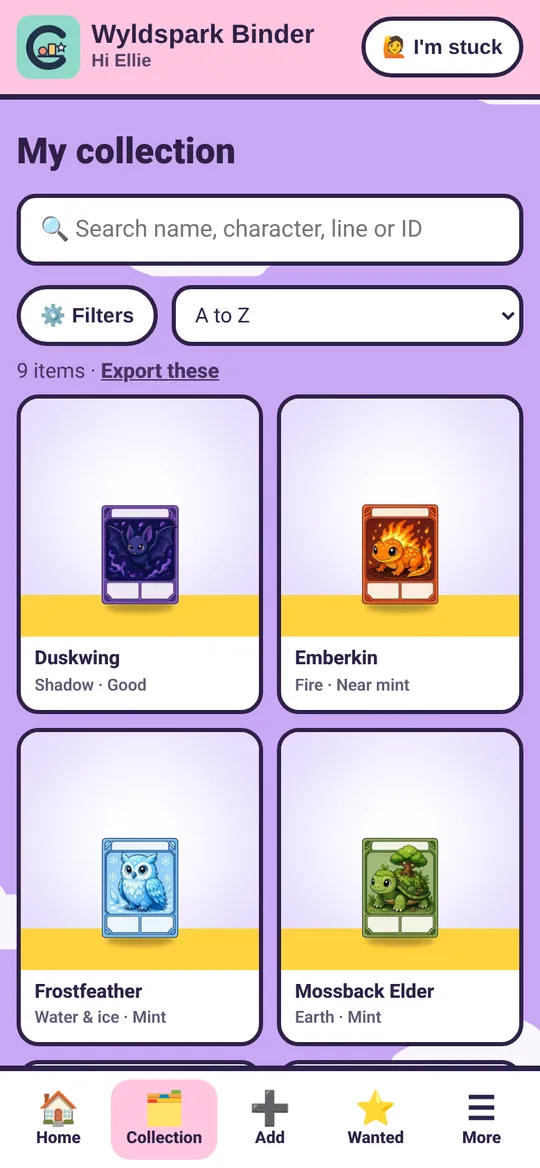 Wyldspark Binder
Hi Ellie
🙋 I'm stuck
My collection
🔍 Search name, character, line or ID
⚙️ Filters
A to Z
9 items · Export these
Duskwing
Shadow · Good
Emberkin
Fire · Near mint
Frostfeather
Water & ice · Mint
Mossback Elder
Earth · Mint
Home
Collection
Add
Wanted
More